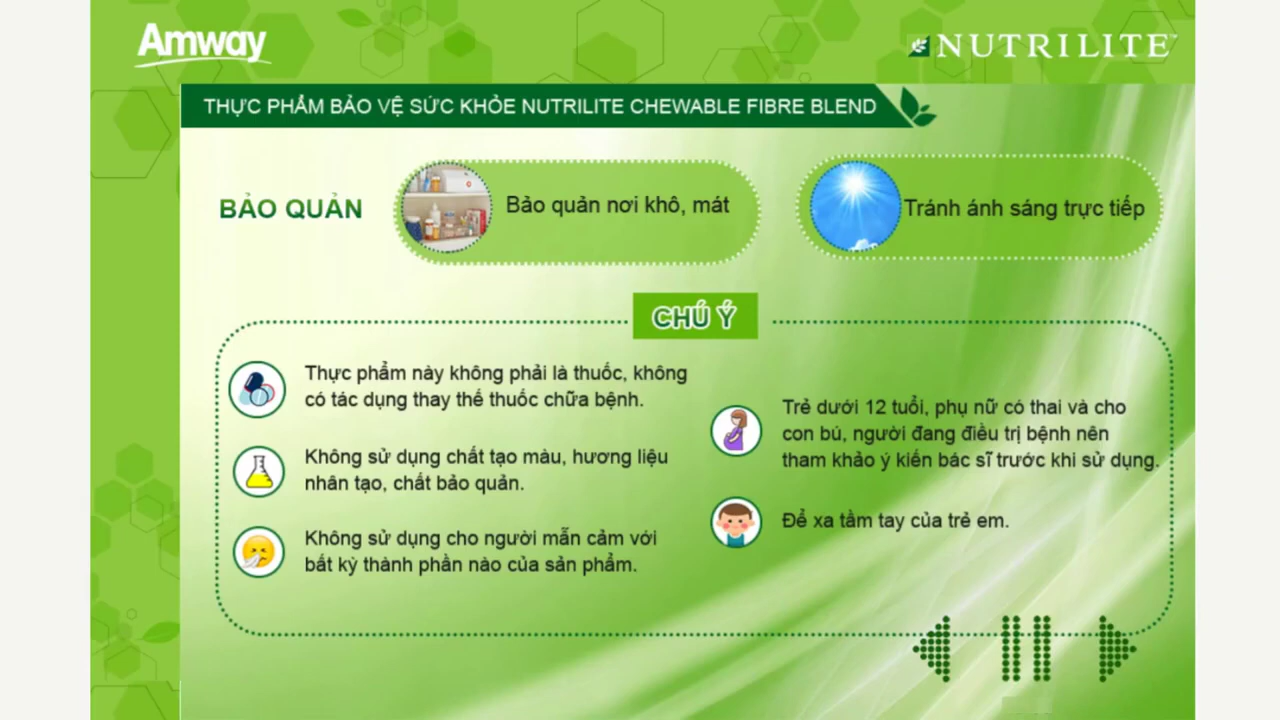 Amway
NUTRILITE
THỰC PHẨM BẢO VỆ SỨC KHỎE NUTRILITE CHEWABLE FIBRE BLEND
BẢO QUẢN
Bảo quản nơi khô, mát
Tránh ánh sáng trực tiếp
CHÚ Ý
Thực phẩm này không phải là thuốc, không
có tác dụng thay thế thuốc chữa bệnh.
Không sử dụng chất tạo màu, hương liệu
nhân tạo, chất bảo quản.
Không sử dụng cho người mẫn cảm với
bất kỳ thành phần nào của sản phẩm.
Trẻ dưới 12 tuổi, phụ nữ có thai và cho
con bú, người đang điều trị bệnh nên
tham khảo ý kiến bác sĩ trước khi sử dụng.
Để xa tầm tay của trẻ em.